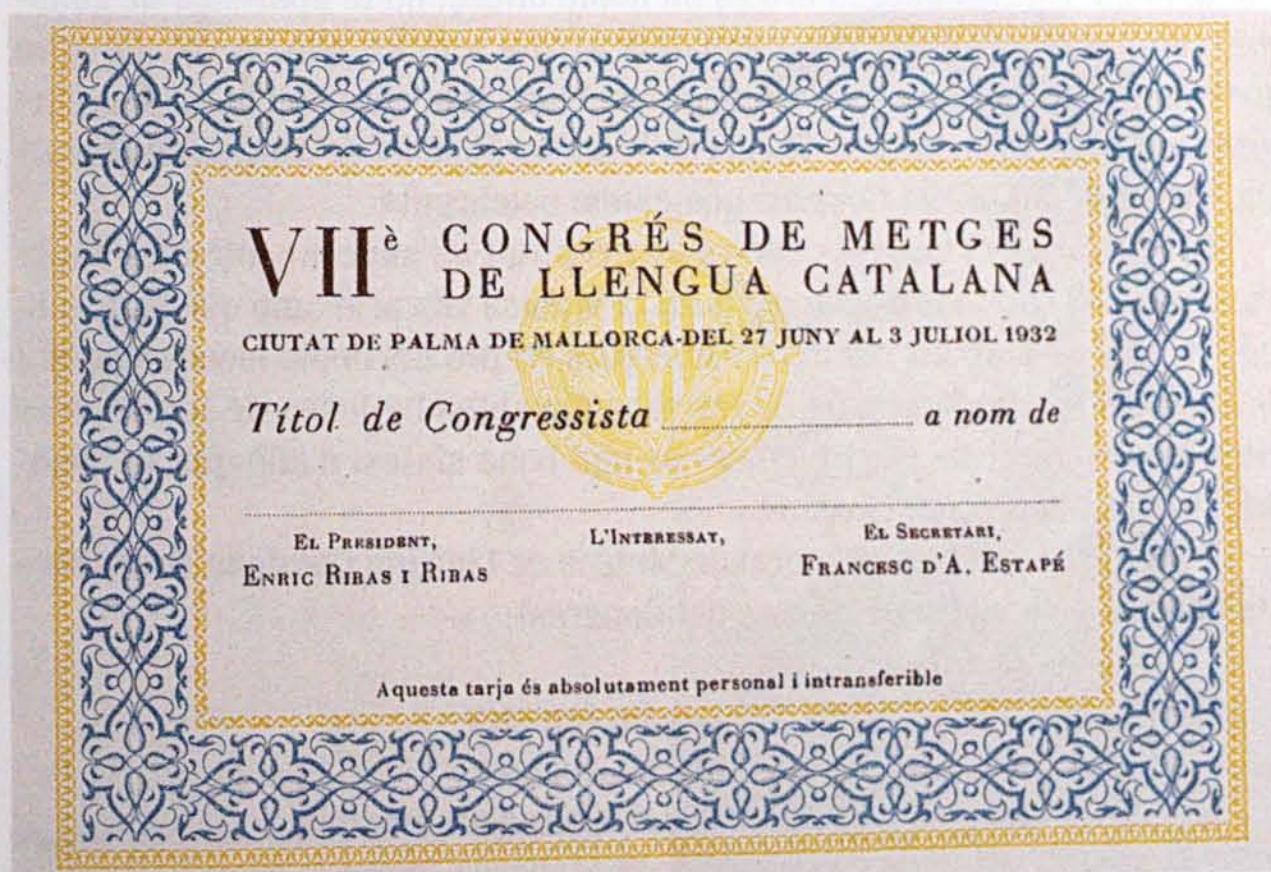 VIIè CONGRÉS DE METGES
DE LLENGUA CATALANA
CIUTAT DE PALMA DE MALLORCA-DEL 27 JUNY AL 3 JULIOL 1932
Títol de Congressista ........ a nom de
EL PRESIDENT, L'INTERESSAT, EL SECRETARI,
ENRIC RIBAS I RIBAS FRANCESC D'A. ESTAPÉ
Aquesta tarja és absolutament personal i intransferible